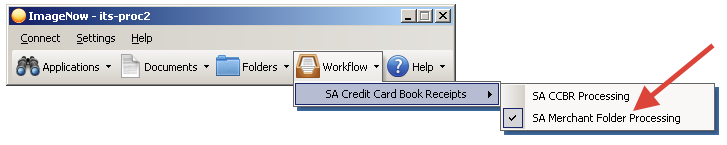 ImageNow - its-proc2
Connect Settings Help
Applications Documents Folders Workflow Help
SA Credit Card Book Receipts
SA CCBR Processing
SA Merchant Folder Processing